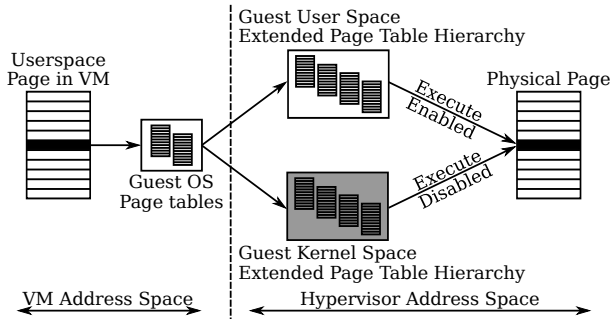 Guest User Space
Extended Page Table Hierarchy
Userspace
Page in VM
Physical Page
Execute
Enabled
Guest OS
Page tables
Execute
Disabled
Guest Kernel Space
Extended Page Table Hierarchy
VM Address Space
Hypervisor Address Space